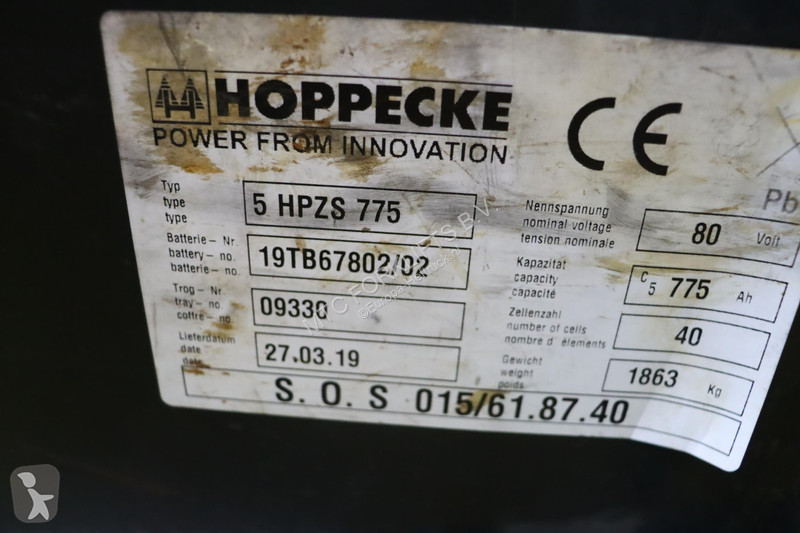 HOPPECKE
POWER FROM INNOVATION
CE
Pb
Typ
type
type
5 HPZS 775
Batterie – Nr.
battery – no.
batterie – no.
19TB67802/02
Trog – Nr.
tray – no.
coffre – no.
09330
Lieferdatum
date
date
27.03.19
Nennspannung
nominal voltage
tension nominale
80 Volt
Kapazität
capacity
capacité
C5 775 Ah
Zellenzahl
number of cells
nombre d éléments
40
Gewicht
weight
poids
1863 Kg
S. O. S 015/61.87.40